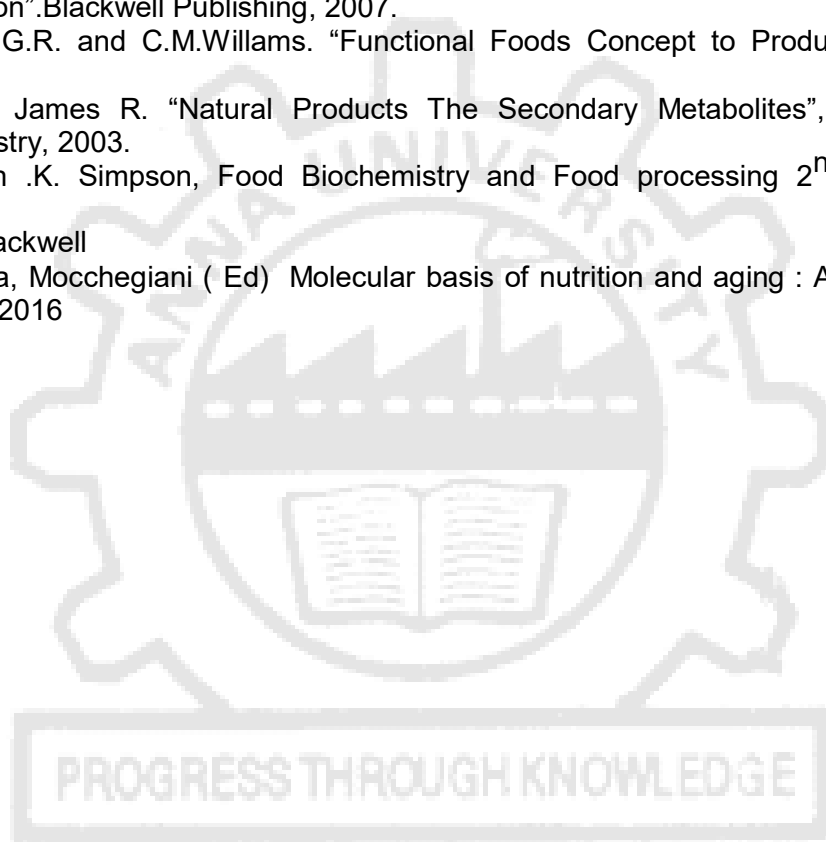 on".Blackwell Publishing, 2007.
G.R. and C.M.Willams. “Functional Foods Concept to Produ
James R. “Natural Products The Secondary Metabolites”,
stry, 2003.
n .K. Simpson, Food Biochemistry and Food processing 2n
ackwell
a, Mocchegiani ( Ed) Molecular basis of nutrition and aging : A
2016
ANNA UNIVERSITY
PROGRESS THROUGH KNOWLEDGE